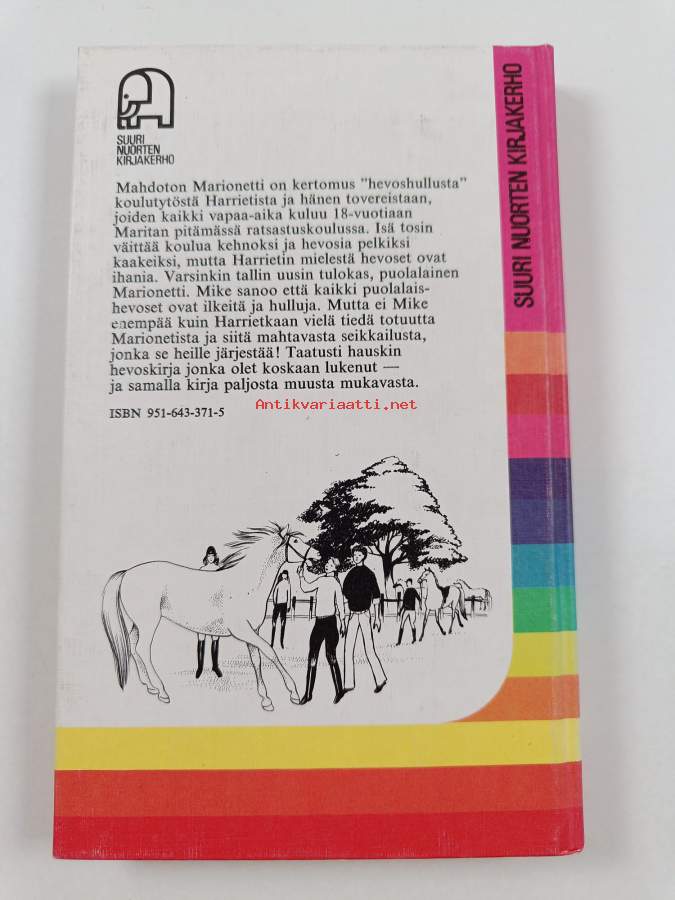 SUURI
NUORTEN
KIRJAKERHO
SUURI NUORTEN KIRJAKERHO
Mahdoton Marionetti on kertomus "hevoshullusta"
koulutytöstä Harrietista ja hänen tovereistaan,
joiden kaikki vapaa-aika kuluu 18-vuotiaan
Maritan pitämässä ratsastuskoulussa. Isä tosin
väittää koulua kehnoksi ja hevosia pelkiksi
kaakeiksi, mutta Harrietin mielestä hevoset ovat
ihania. Varsinkin tallin uusin tulokas, puolalainen
Marionetti. Mike sanoo että kaikki puolalais-
hevoset ovat ilkeitä ja hulluja. Mutta ei Mike
enempää kuin Harrietkaan vielä tiedä totuutta
Marionetista ja siitä mahtavasta seikkailusta,
jonka se heille järjestää! Taatusti hauskin
hevoskirja jonka olet koskaan lukenut —
ja samalla kirja paljosta muusta mukavasta.
ISBN 951-643-371-5
Antikvariaatti.net